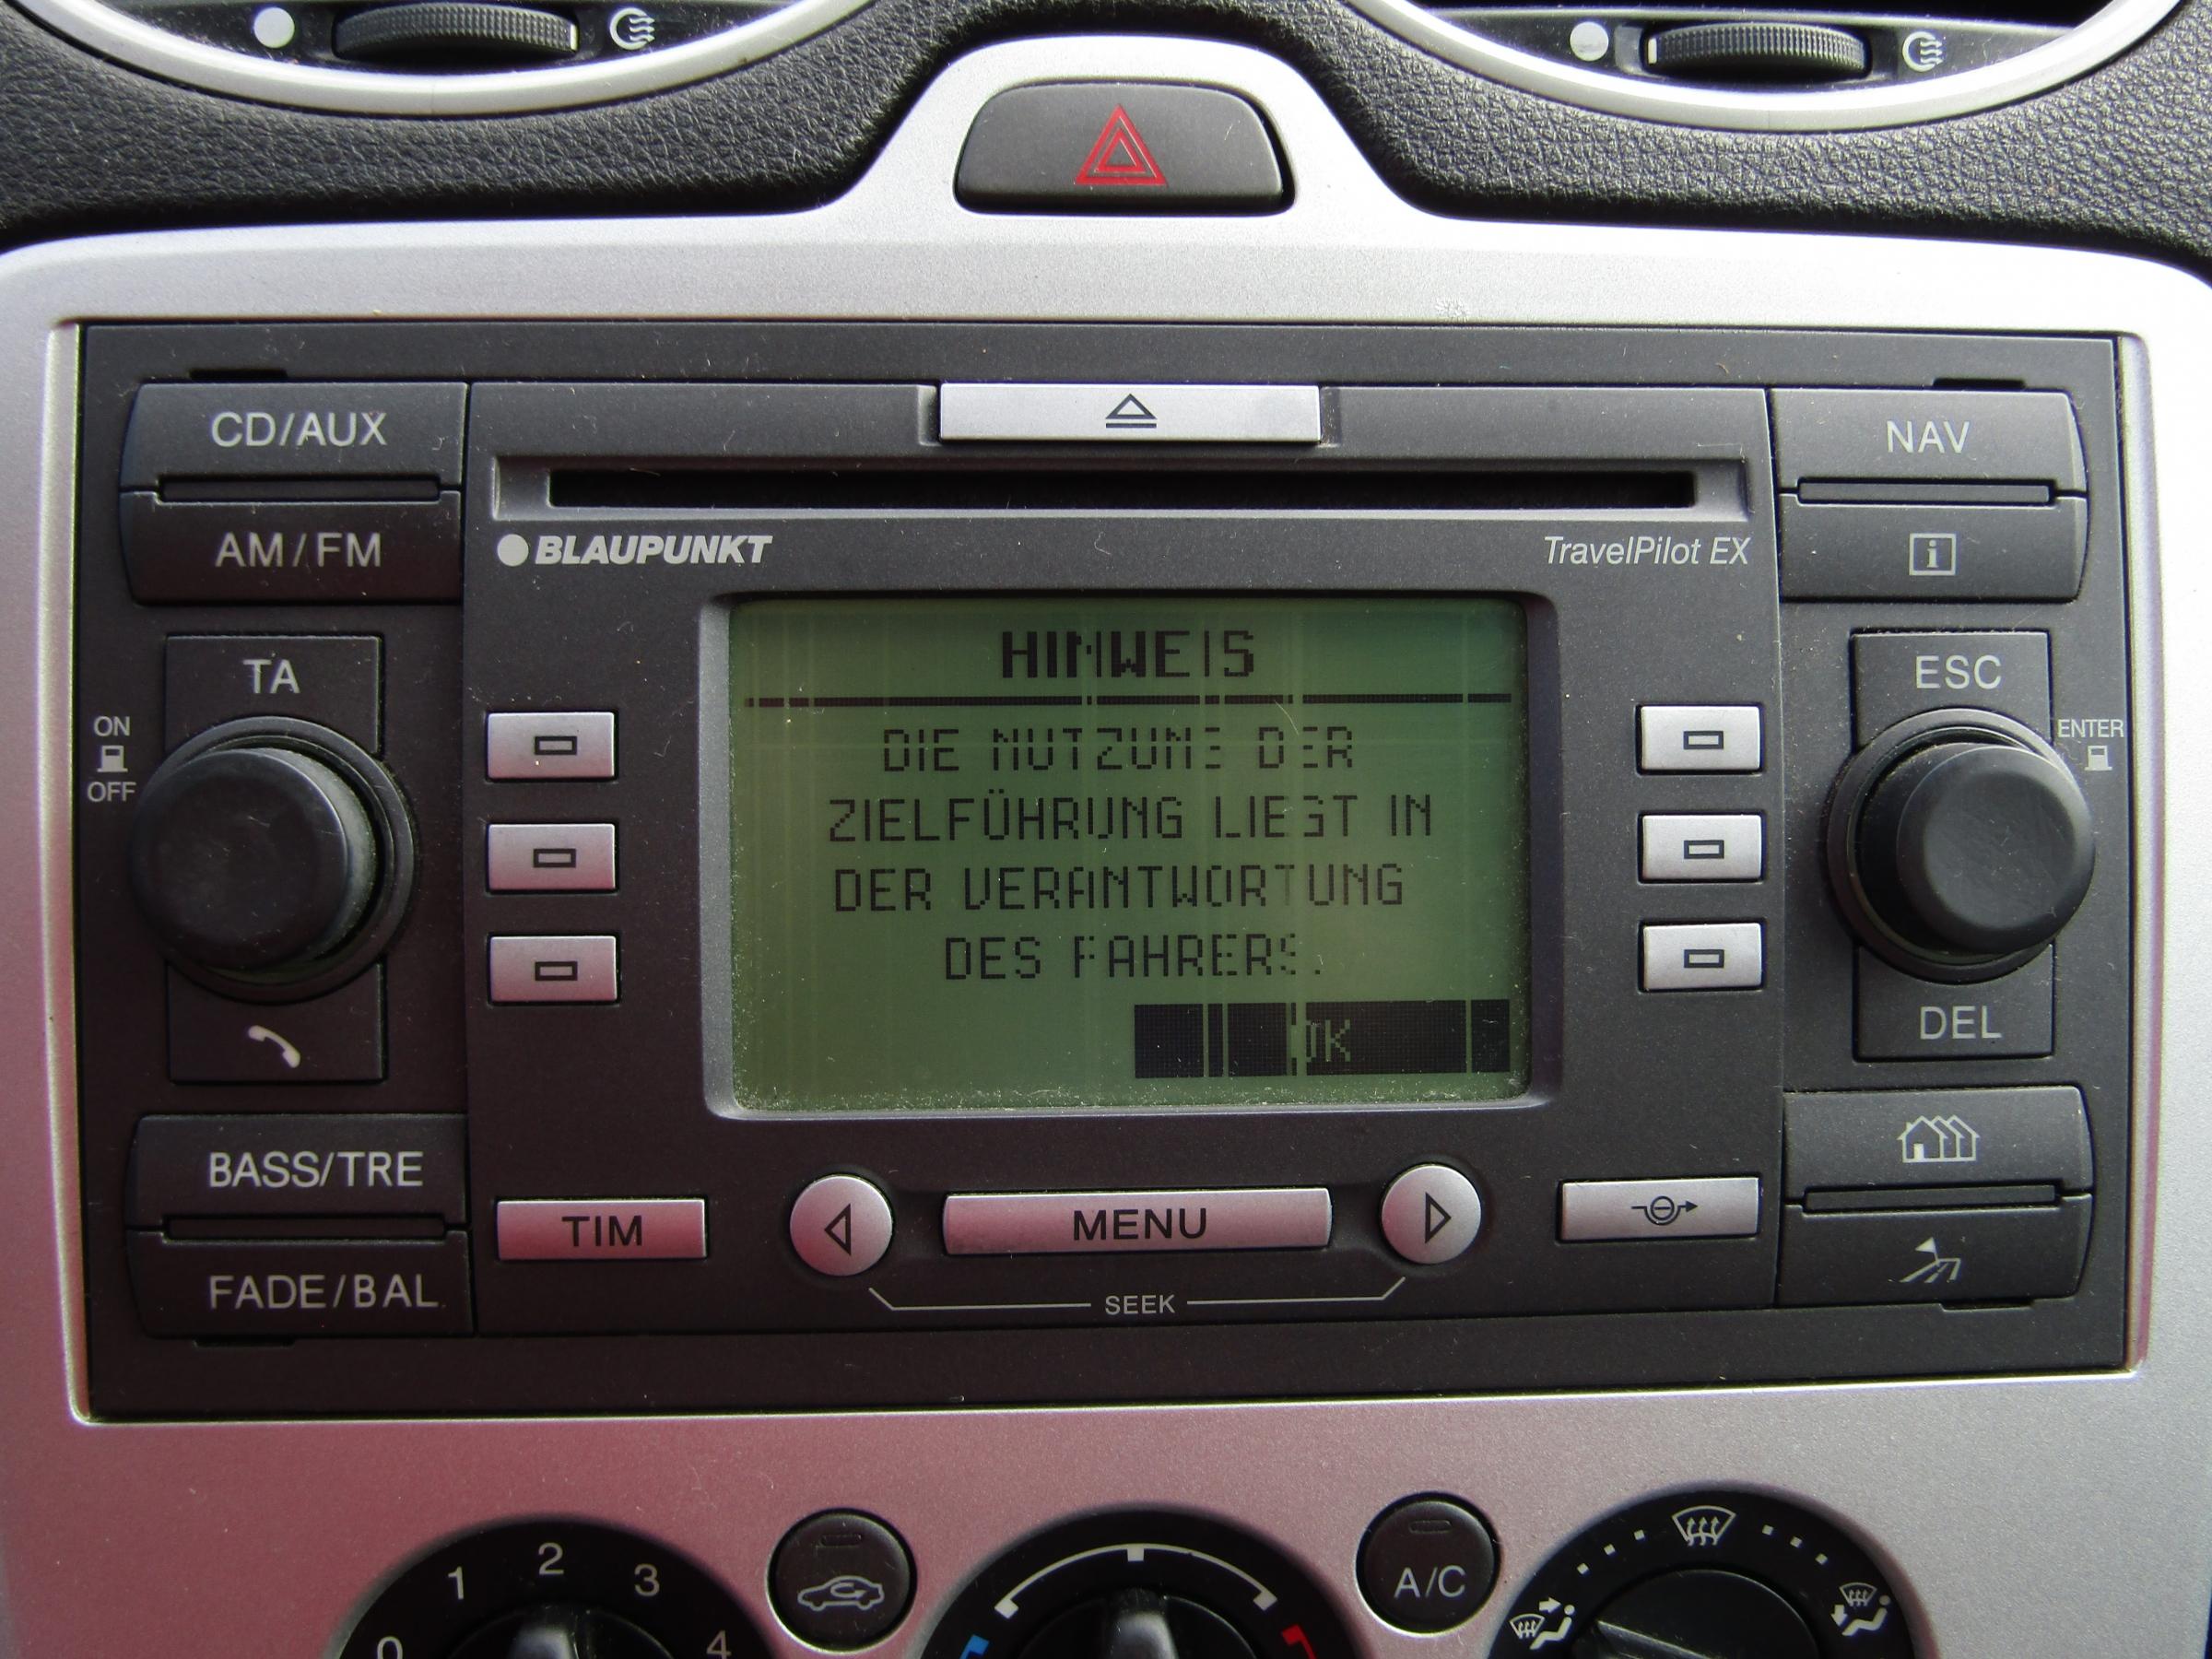 CD/AUX
NAV
AM/FM
BLAUPUNKT
TravelPilot EX
i
TA
HINWEIS
ESC
ON
OFF
ENTER
DIE NUTZUNG DER
ZIELFÜHRUNG LIEGT IN
DER VERANTWORTUNG
DES FAHRERS.
OK
DEL
BASS/TRE
TIM
MENU
FADE/BAL
SEEK
0
1
2
3
4
A/C